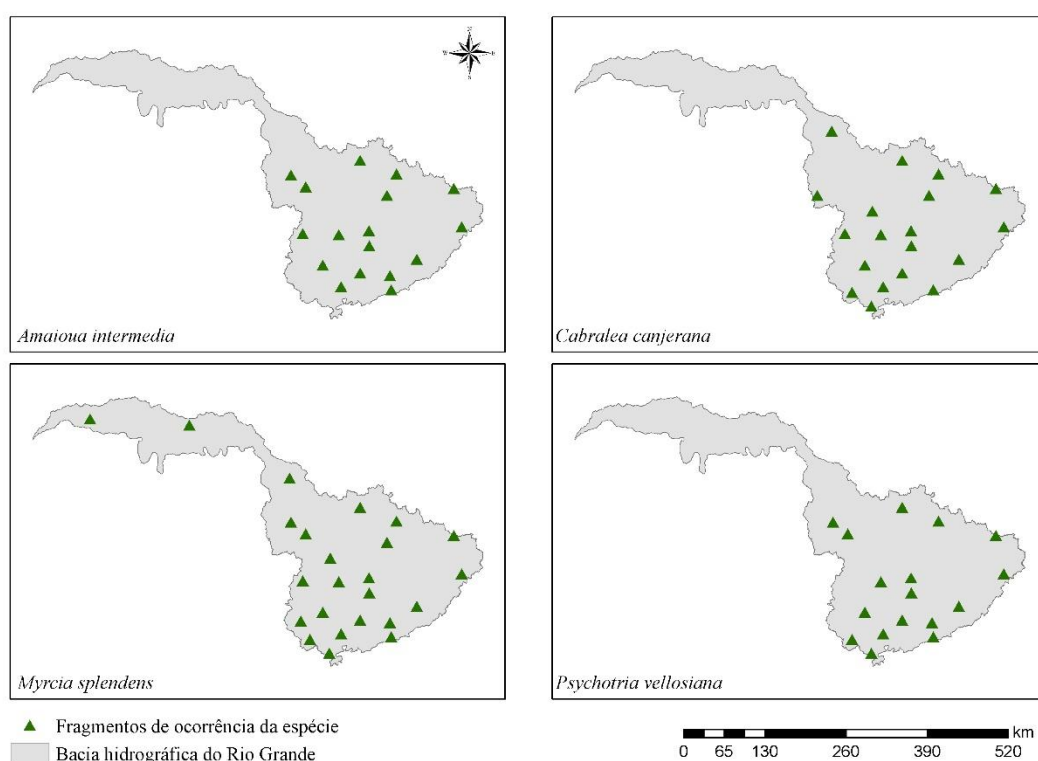 Amaioua intermedia
Cabralea canjerana
Myrcia splendens
Psychotria vellosiana
Fragmentos de ocorrência da espécie
Bacia hidrográfica do Rio Grande
km
0 65 130 260 390 520